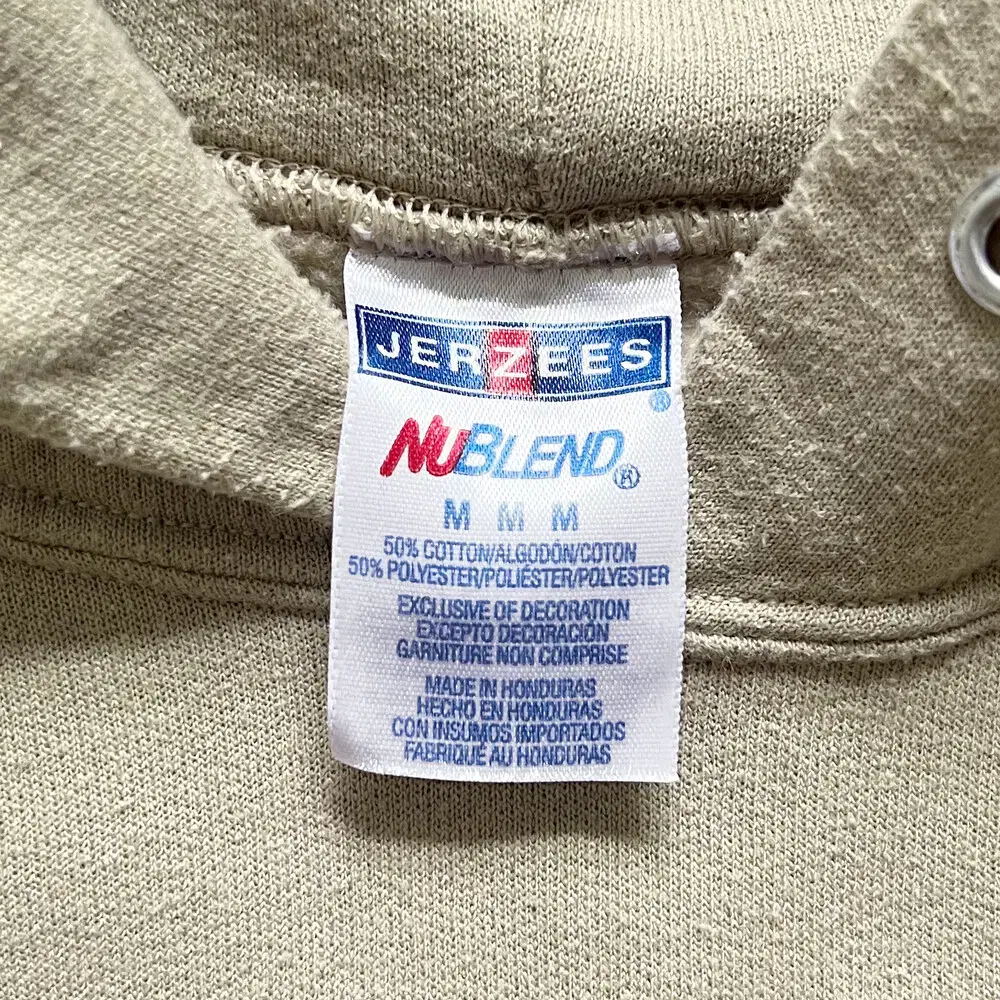 JERZEES
®
NUBLEND®
M M M
50% COTTON/ALGODÓN/COTON
50% POLYESTER/POLIÉSTER/POLYESTER
EXCLUSIVE OF DECORATION
EXCEPTO DECORACIÓN
GARNITURE NON COMPRISE
MADE IN HONDURAS
HECHO EN HONDURAS
CON INSUMOS IMPORTADOS
FABRIQUÉ AU HONDURAS